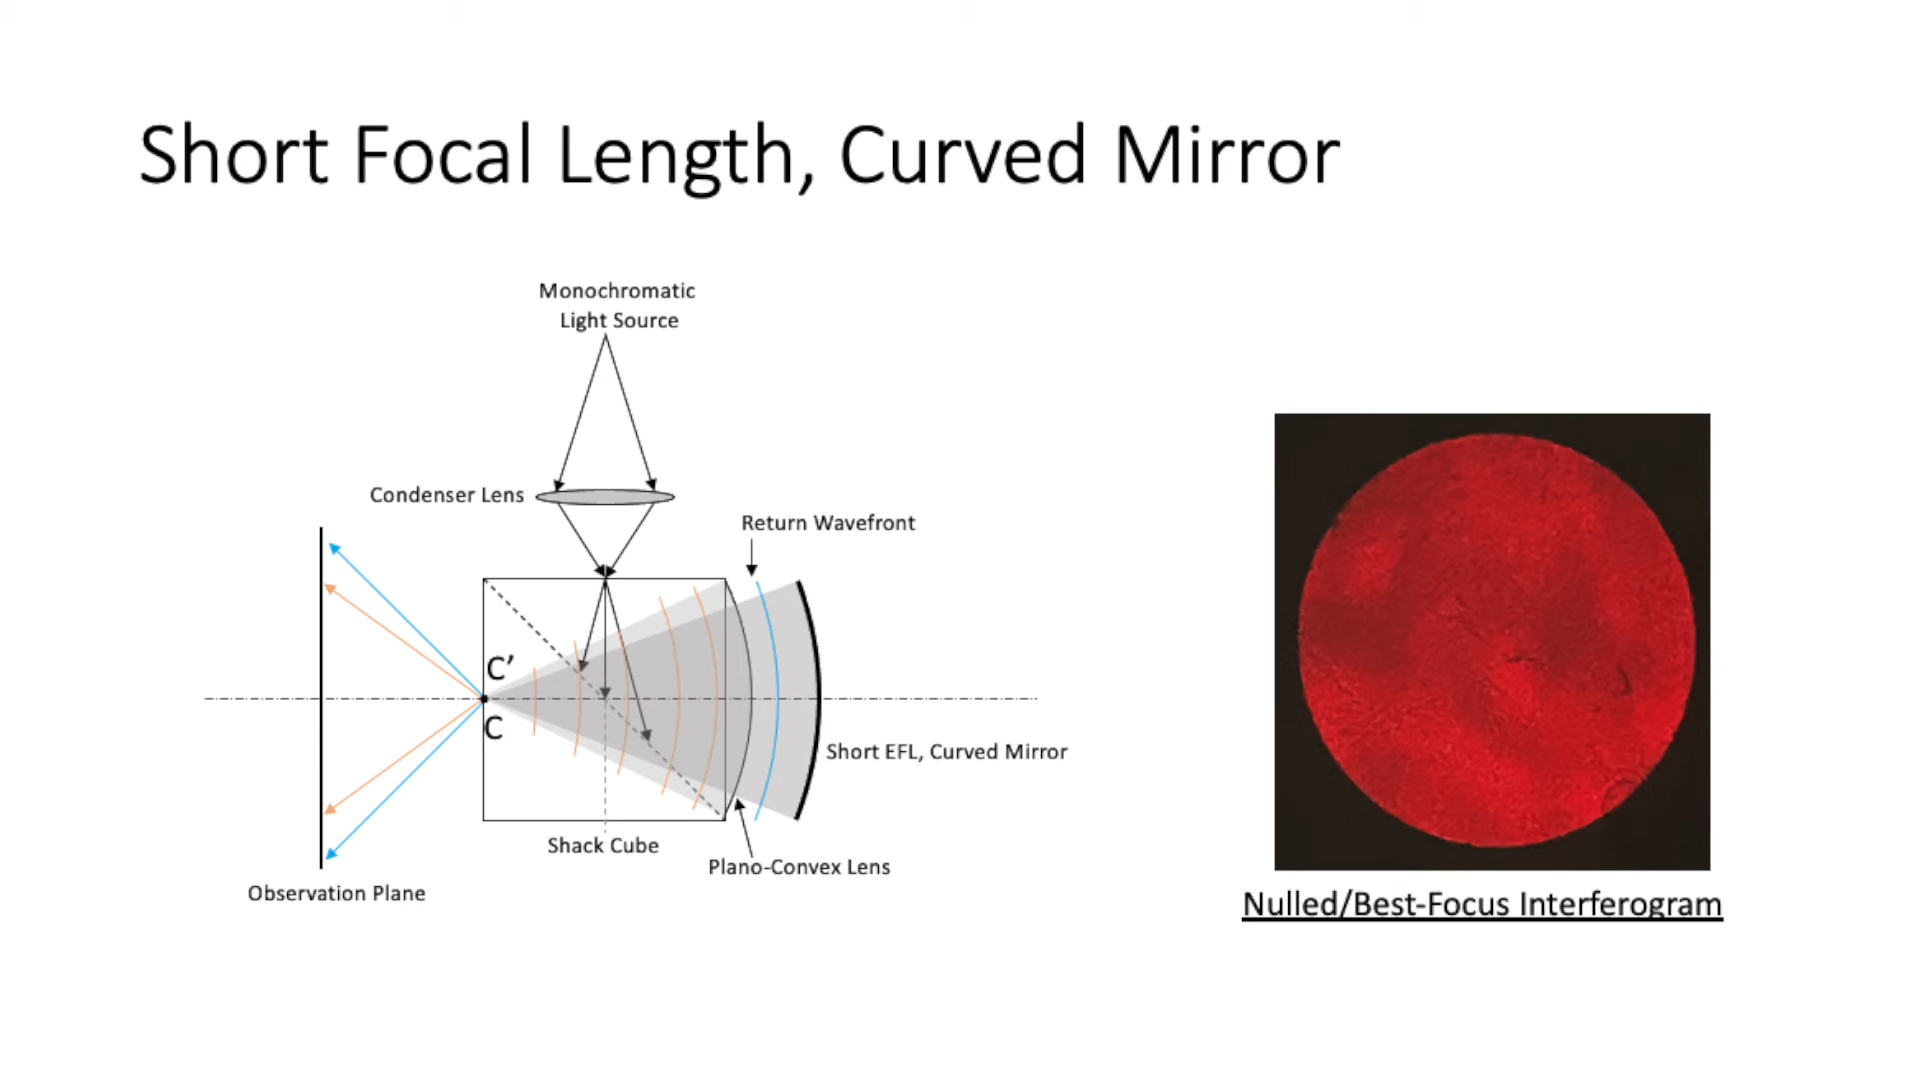 Short Focal Length, Curved Mirror
Monochromatic
Light Source
Condenser Lens
Return Wavefront
C’
C
Short EFL, Curved Mirror
Shack Cube
Plano-Convex Lens
Observation Plane
Nulled/Best-Focus Interferogram